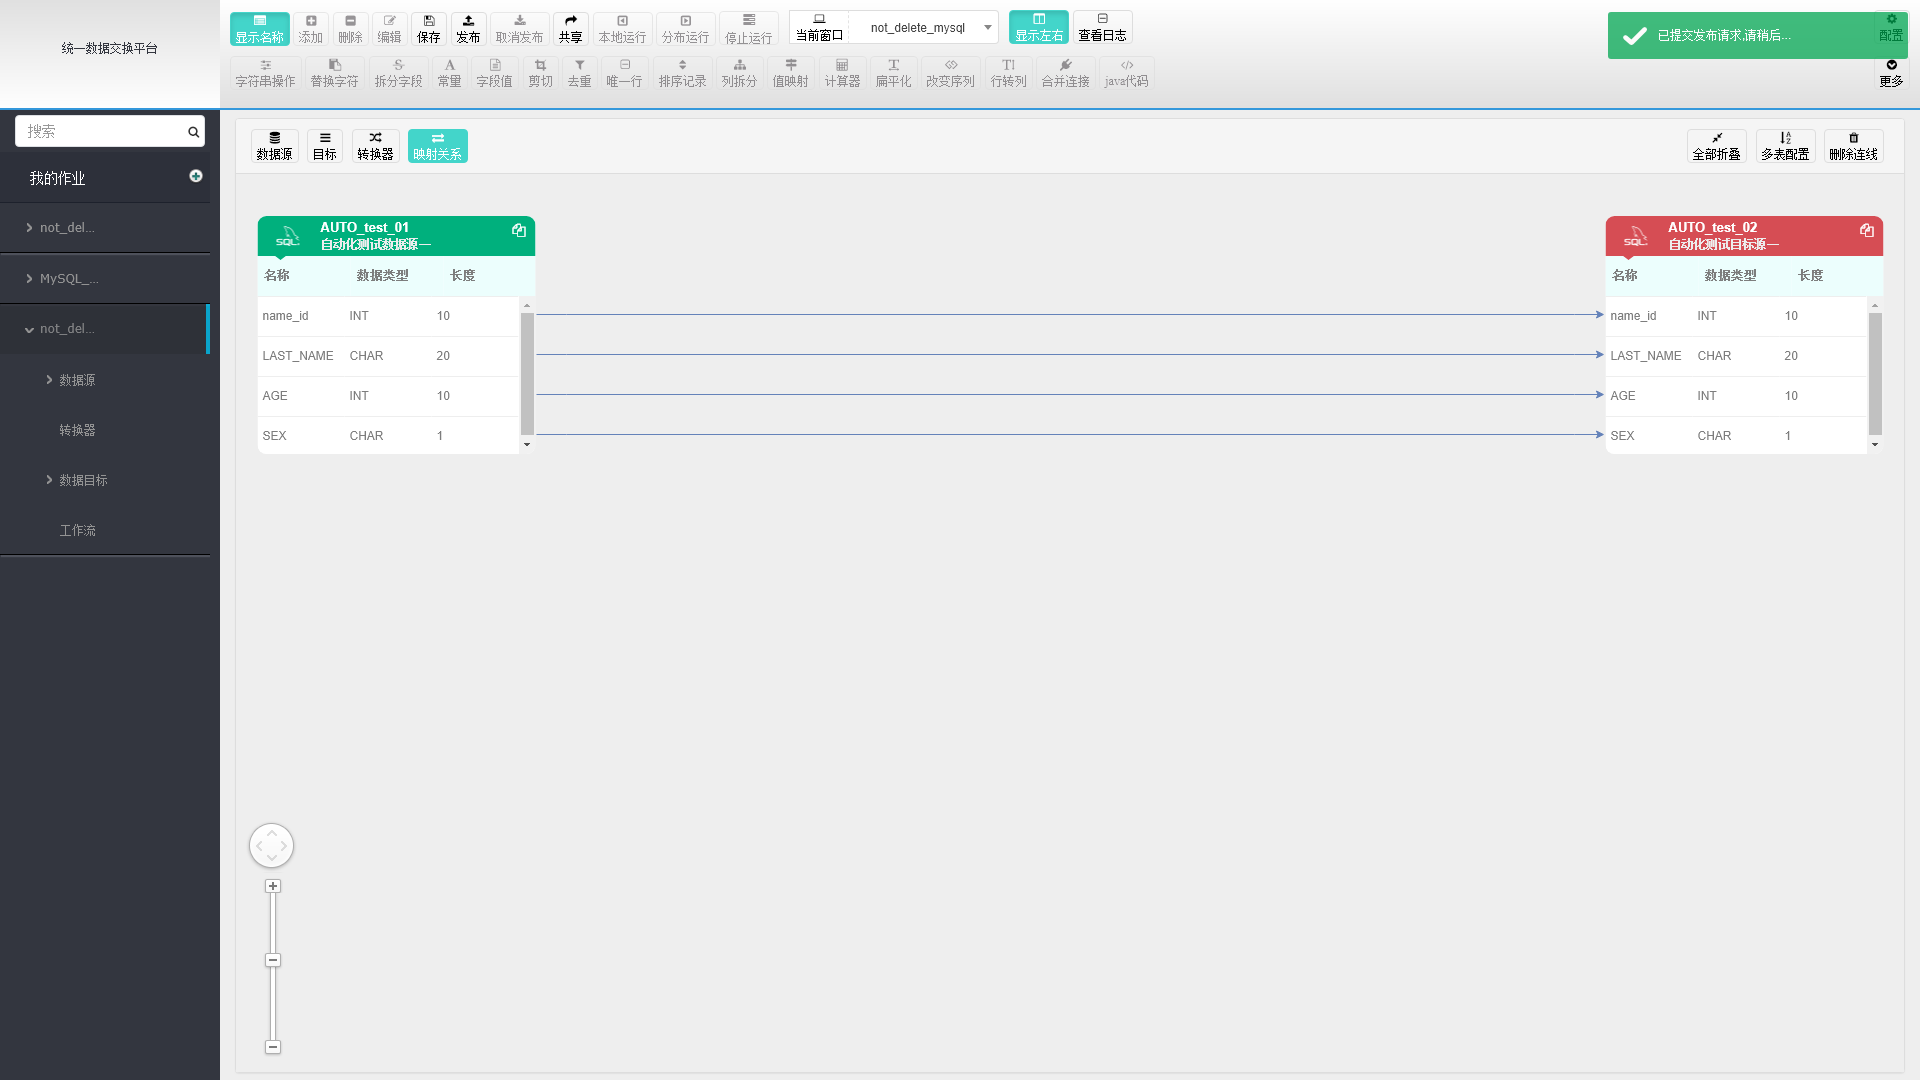 统一数据交换平台
显示名称 添加 删除 编辑 保存 发布 取消发布 共享 本地运行 分布运行 停止运行 当前窗口 not_delete_mysql 显示左右 查看日志
已提交发布请求,请稍后...
配置
字符串操作 替换字符 拆分字段 常量 字段值 剪切 去重 唯一行 排序记录 列拆分 值映射 计算器 扁平化 改变序列 行转列 合并连接 java代码 更多
搜索
我的作业
not_del...
MySQL_...
not_del...
数据源
转换器
数据目标
工作流
数据源 目标 转换器 映射关系 全部折叠 多表配置 删除连线
SQL AUTO_test_01
自动化测试数据源一
名称 数据类型 长度
name_id INT 10
LAST_NAME CHAR 20
AGE INT 10
SEX CHAR 1
SQL AUTO_test_02
自动化测试目标源一
名称 数据类型 长度
name_id INT 10
LAST_NAME CHAR 20
AGE INT 10
SEX CHAR 1